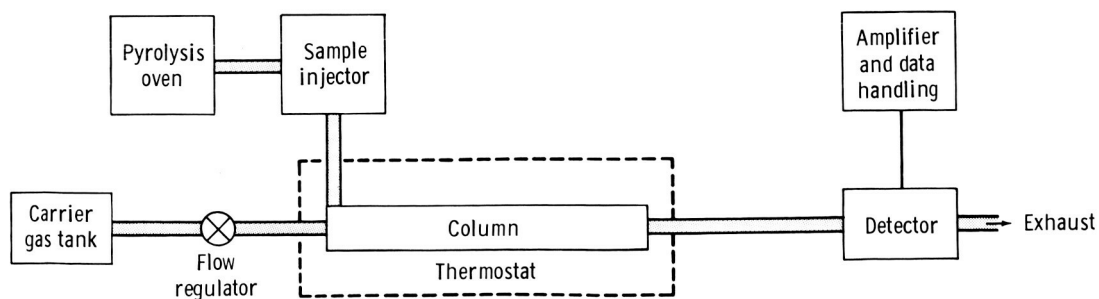 Pyrolysis
oven
Sample
injector
Amplifier
and data
handling
Carrier
gas tank
Flow
regulator
Column
Thermostat
Detector
Exhaust